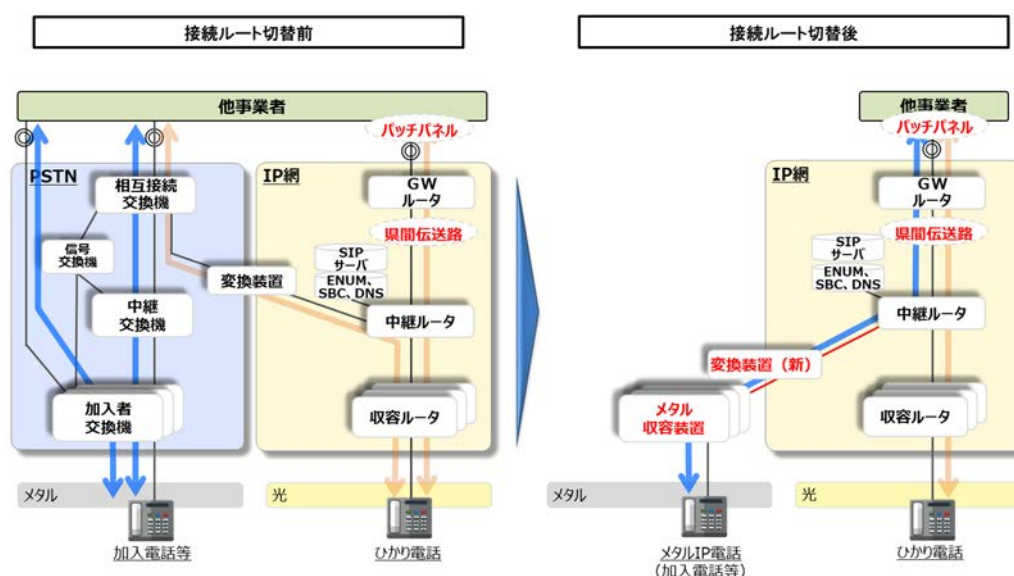 接続ルート切替前
他事業者
パッチパネル
PSTN
IP網
相互接続
交換機
GW
ルータ
信号
交換機
県間伝送路
SIP
サーバ
変換装置
ENUM、
SBC、DNS
中継
交換機
中継ルータ
加入者
交換機
収容ルータ
メタル
光
加入電話等
ひかり電話
接続ルート切替後
他事業者
パッチパネル
IP網
GW
ルータ
県間伝送路
SIP
サーバ
ENUM、
SBC、DNS
中継ルータ
変換装置（新）
メタル
収容装置
収容ルータ
メタル
光
メタルIP電話
（加入電話等）
ひかり電話